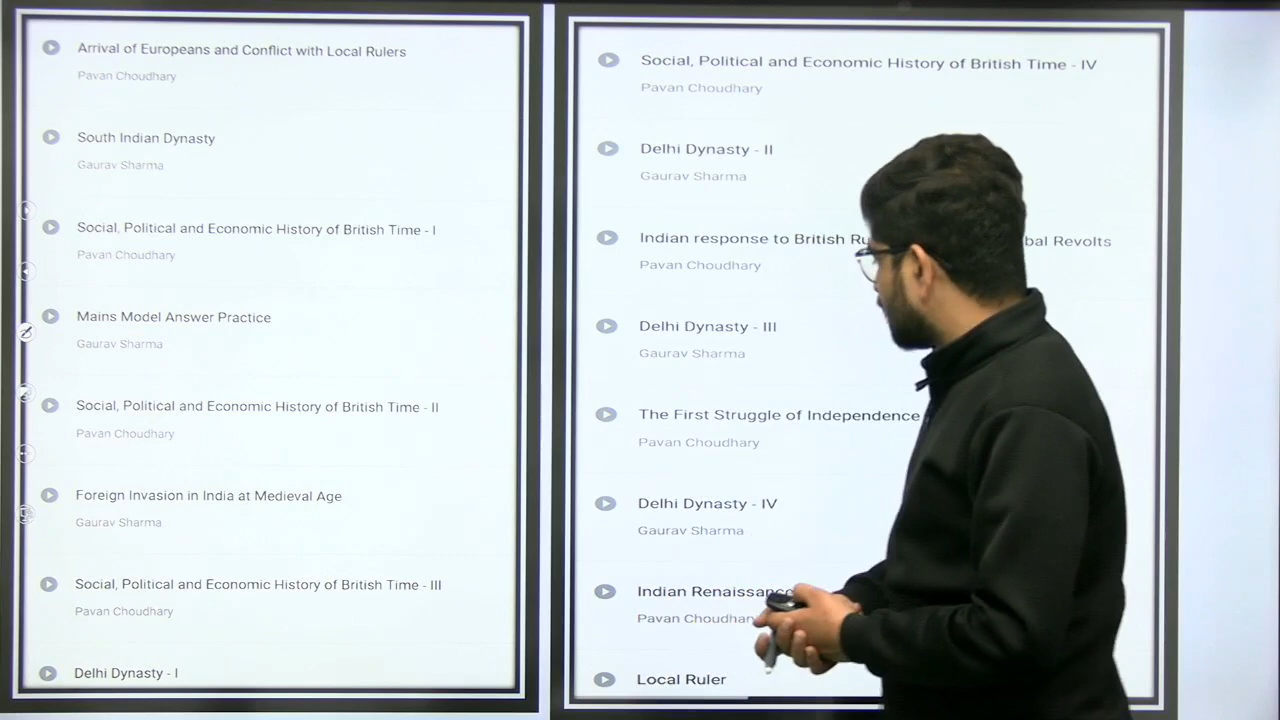 Arrival of Europeans and Conflict with Local Rulers
Pavan Choudhary
South Indian Dynasty
Gaurav Sharma
Social, Political and Economic History of British Time - I
Pavan Choudhary
Mains Model Answer Practice
Gaurav Sharma
Social, Political and Economic History of British Time - II
Pavan Choudhary
Foreign Invasion in India at Medieval Age
Gaurav Sharma
Social, Political and Economic History of British Time - III
Pavan Choudhary
Delhi Dynasty - I
Social, Political and Economic History of British Time - IV
Pavan Choudhary
Delhi Dynasty - II
Gaurav Sharma
Indian response to British Revolts
Pavan Choudhary
Delhi Dynasty - III
Gaurav Sharma
The First Struggle of Independence
Pavan Choudhary
Delhi Dynasty - IV
Gaurav Sharma
Indian Renaissance
Pavan Choudhary
Local Ruler